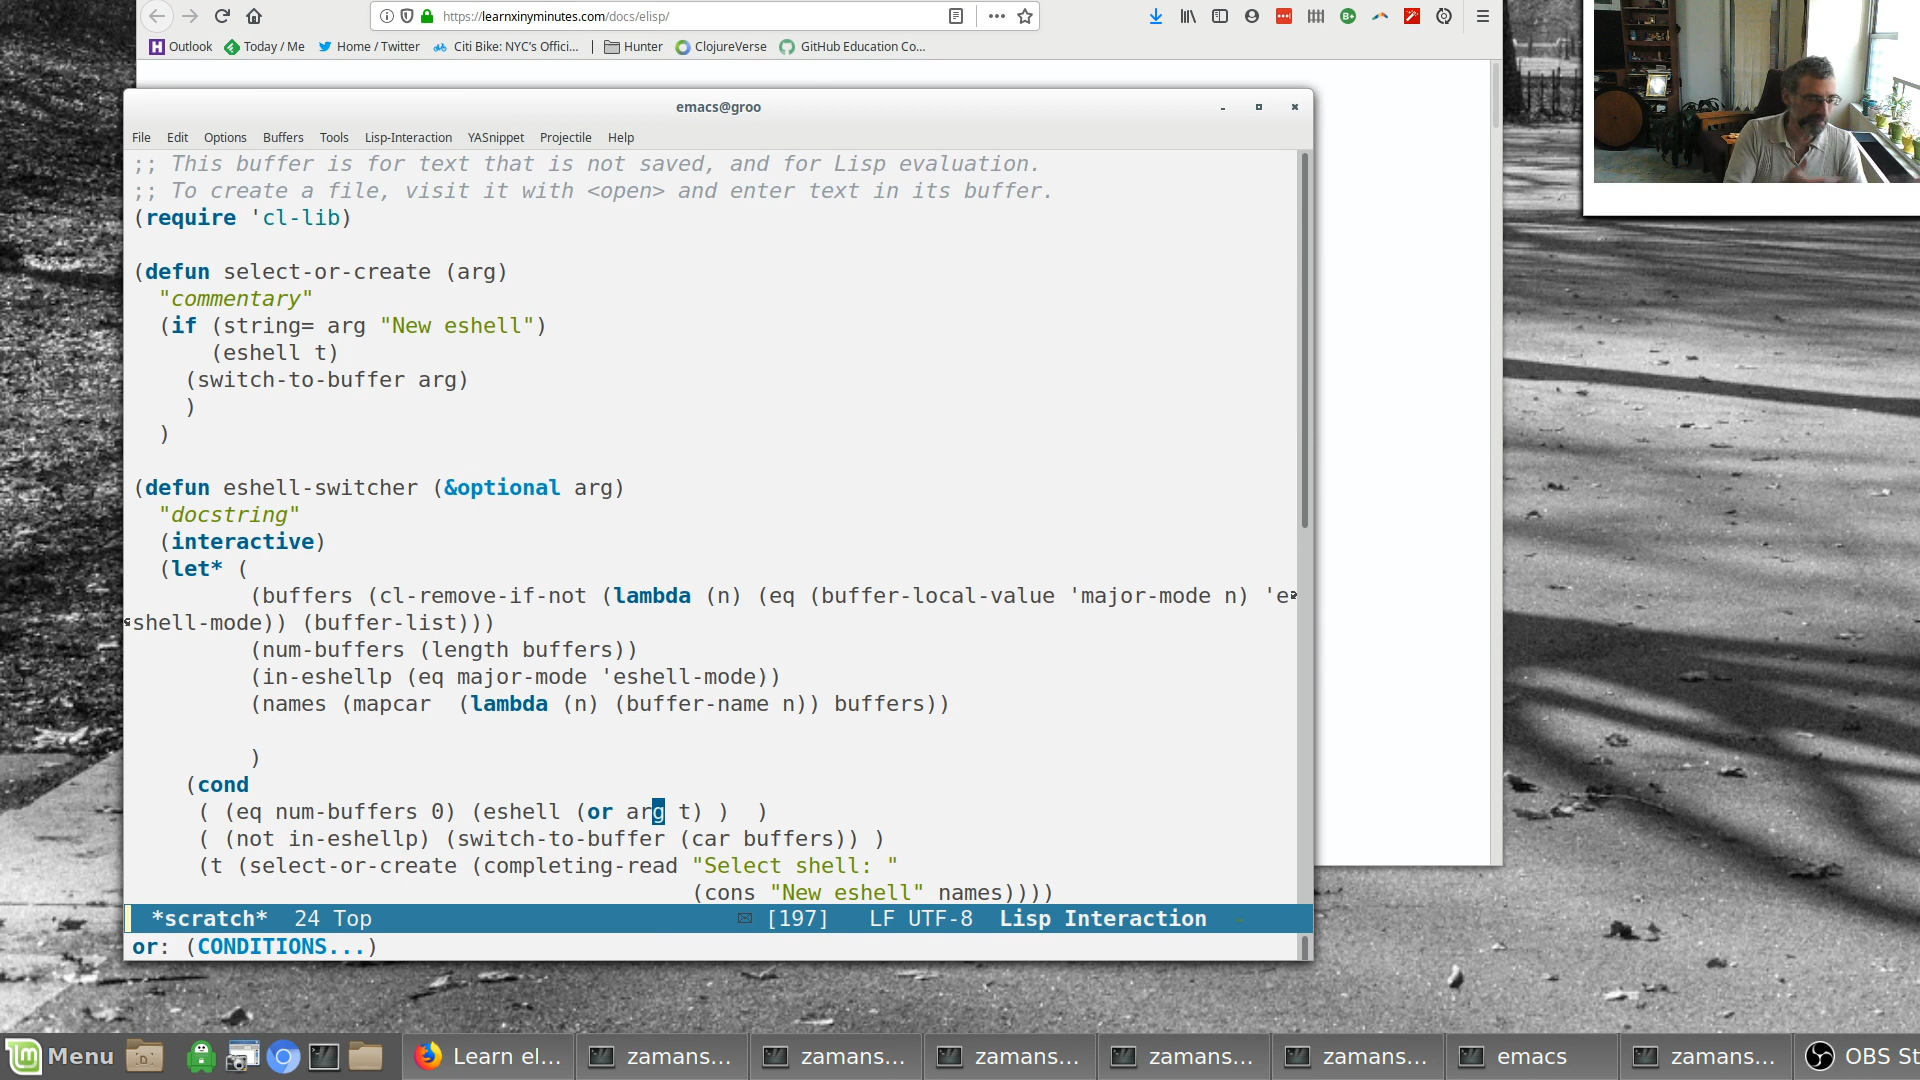 https://learnxinyminutes.com/docs/elisp/
Outlook Today / Me Home / Twitter Citi Bike: NYC's Offici... Hunter ClojureVerse GitHub Education Co...
emacs@groo
File Edit Options Buffers Tools Lisp-Interaction YASnippet Projectile Help
;; This buffer is for text that is not saved, and for Lisp evaluation.
;; To create a file, visit it with <open> and enter text in its buffer.
(require 'cl-lib)
(defun select-or-create (arg)
"commentary"
(if (string= arg "New eshell")
(eshell t)
(switch-to-buffer arg)
)
)
(defun eshell-switcher (&optional arg)
"docstring"
(interactive)
(let* (
(buffers (cl-remove-if-not (lambda (n) (eq (buffer-local-value 'major-mode n) 'e
shell-mode)) (buffer-list)))
(num-buffers (length buffers))
(in-eshellp (eq major-mode 'eshell-mode))
(names (mapcar  (lambda (n) (buffer-name n)) buffers))
)
(cond
( (eq num-buffers 0) (eshell (or arg t) )  )
( (not in-eshellp) (switch-to-buffer (car buffers)) )
(t (select-or-create (completing-read "Select shell: "
(cons "New eshell" names))))
*scratch* 24 Top [197] LF UTF-8 Lisp Interaction
or: (CONDITIONS...)
Menu Learn el... zamans... zamans... zamans... zamans... zamans... emacs zamans... OBS St